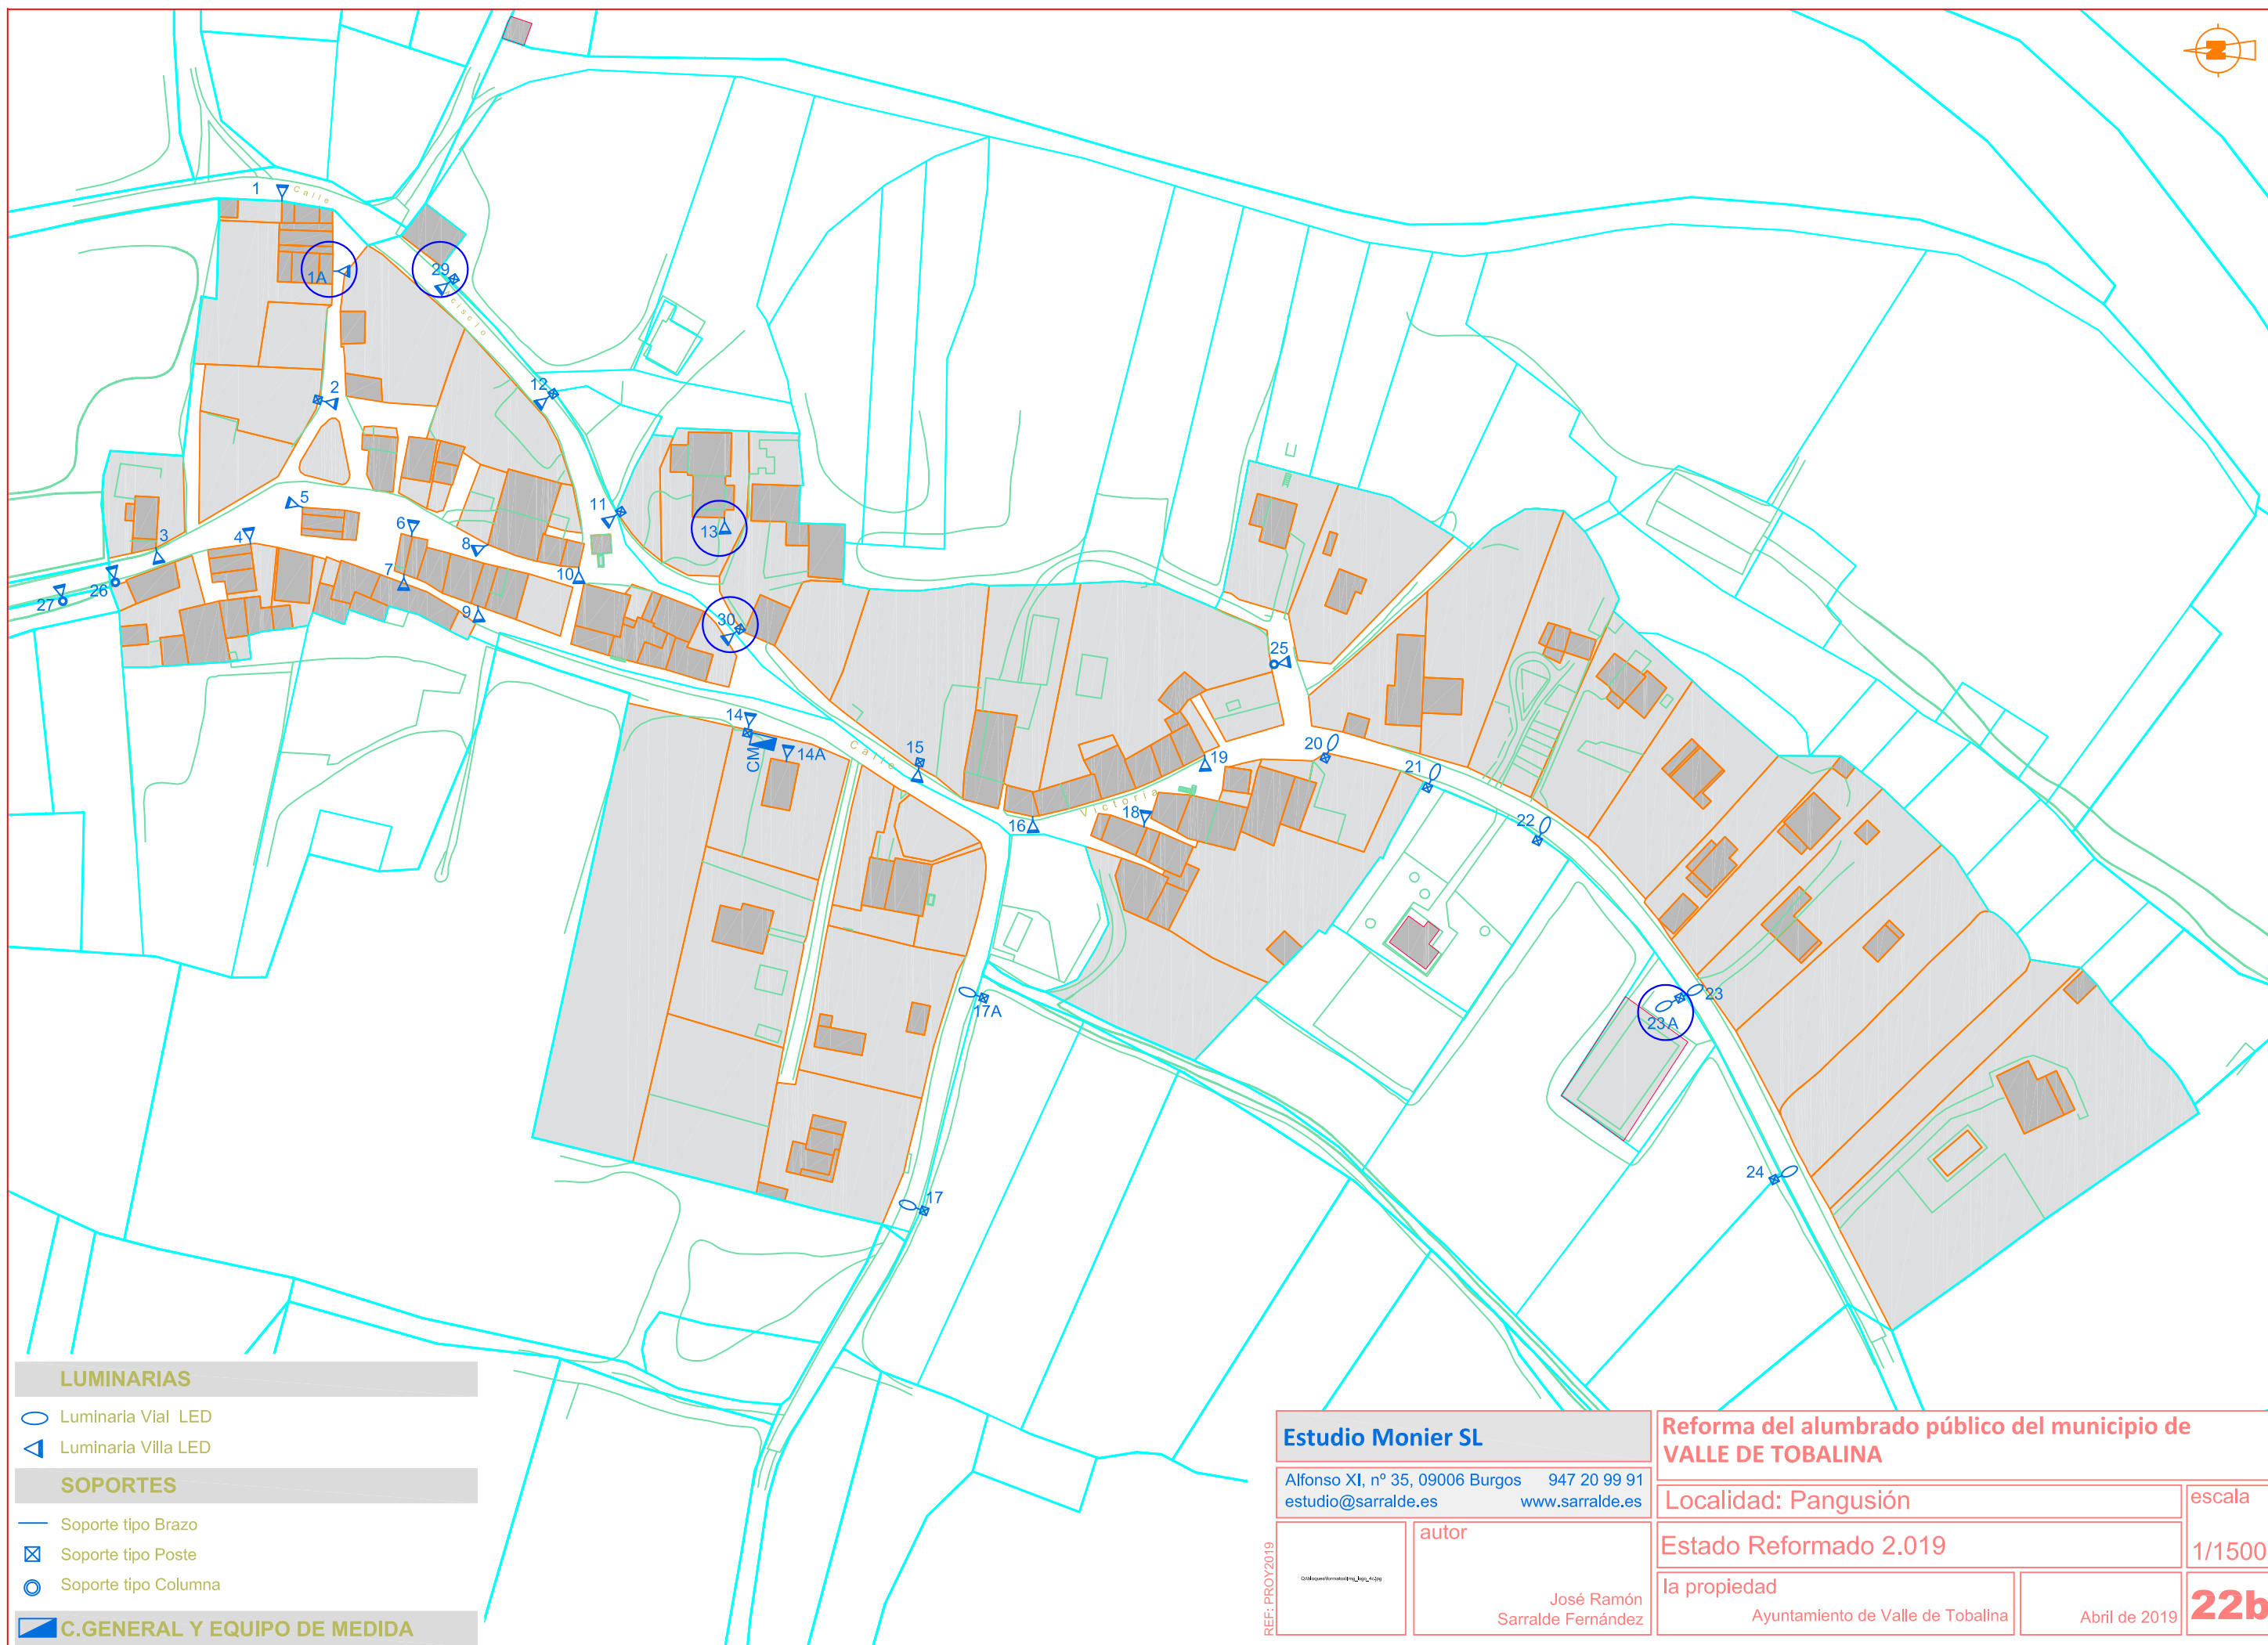 1
Calle
1A
29
ciscio
2
12
5
6
11
13
3
4
8
10
7
26
27
9
30
25
14
14A
CM
Calle
15
19
20
21
Victoria
16
18
22
17A
23
23A
24
17
LUMINARIAS
Luminaria Vial LED
Luminaria Villa LED
SOPORTES
Soporte tipo Brazo
Soporte tipo Poste
Soporte tipo Columna
C.GENERAL Y EQUIPO DE MEDIDA
Estudio Monier SL
Alfonso XI, nº 35, 09006 Burgos 947 20 99 91
estudio@sarralde.es www.sarralde.es
REF: PROY2019
autor
José Ramón
Sarralde Fernández
Reforma del alumbrado público del municipio de
VALLE DE TOBALINA
Localidad: Pangusión
escala
Estado Reformado 2.019
1/1500
la propiedad
Ayuntamiento de Valle de Tobalina
Abril de 2019
22b